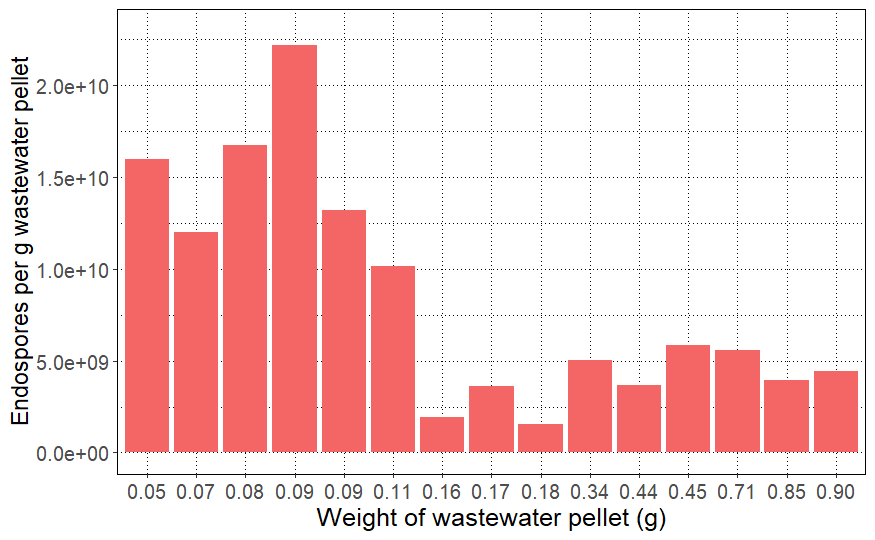 Endospores per g wastewater pellet
2.0e+10
1.5e+10
1.0e+10
5.0e+09
0.0e+00
0.05 0.07 0.08 0.09 0.09 0.11 0.16 0.17 0.18 0.34 0.44 0.45 0.71 0.85 0.90
Weight of wastewater pellet (g)